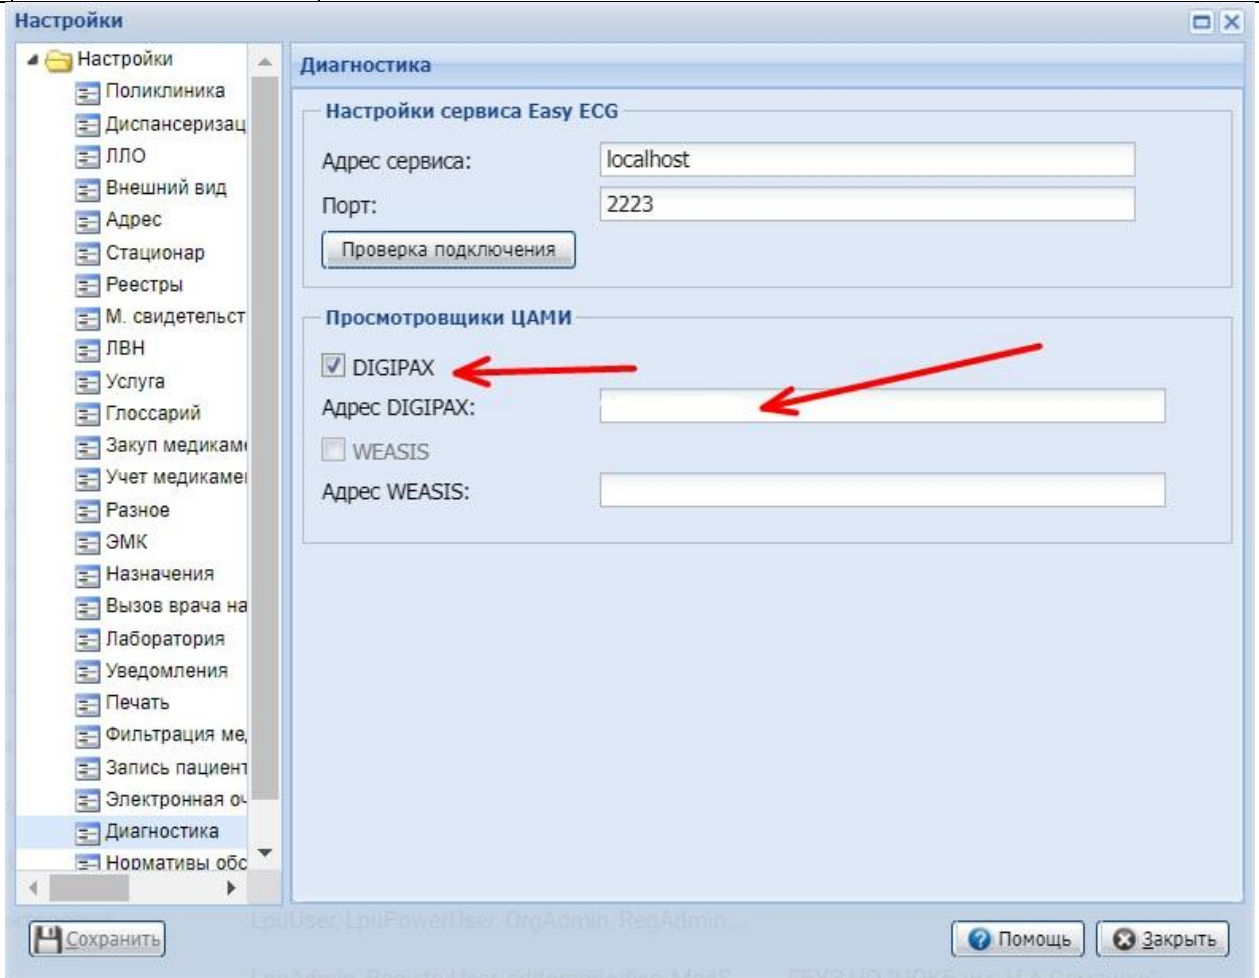 Настройки
Настройки
Поликлиника
Диспансеризац
ЛЛО
Внешний вид
Адрес
Стационар
Реестры
М. свидетельст
ЛВН
Услуга
Глоссарий
Закуп медикам
Учет медикаме
Разное
ЭМК
Назначения
Вызов врача на
Лаборатория
Уведомления
Печать
Фильтрация ме
Запись пациент
Электронная оч
Диагностика
Нормативы обс
Диагностика
Настройки сервиса Easy ECG
Адрес сервиса: localhost
Порт: 2223
Проверка подключения
Просмотровщики ЦАМИ
DIGIPAX
Адрес DIGIPAX:
WEASIS
Адрес WEASIS:
LpuUser, LpuPowerUser, OrgAdmin, RegAdmin,...
Сохранить
Помощь
Закрыть